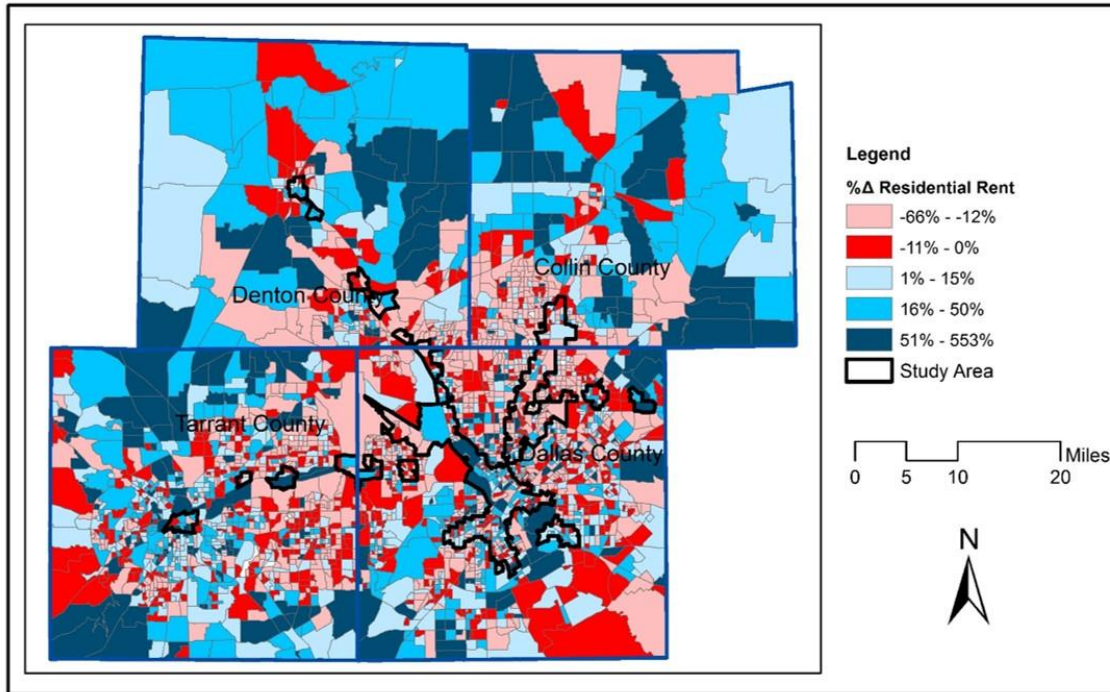 Denton County
Collin County
Tarrant County
Dallas County
Legend
%Δ Residential Rent
-66% - -12%
-11% - 0%
1% - 15%
16% - 50%
51% - 553%
Study Area
Miles
0 5 10 20
N